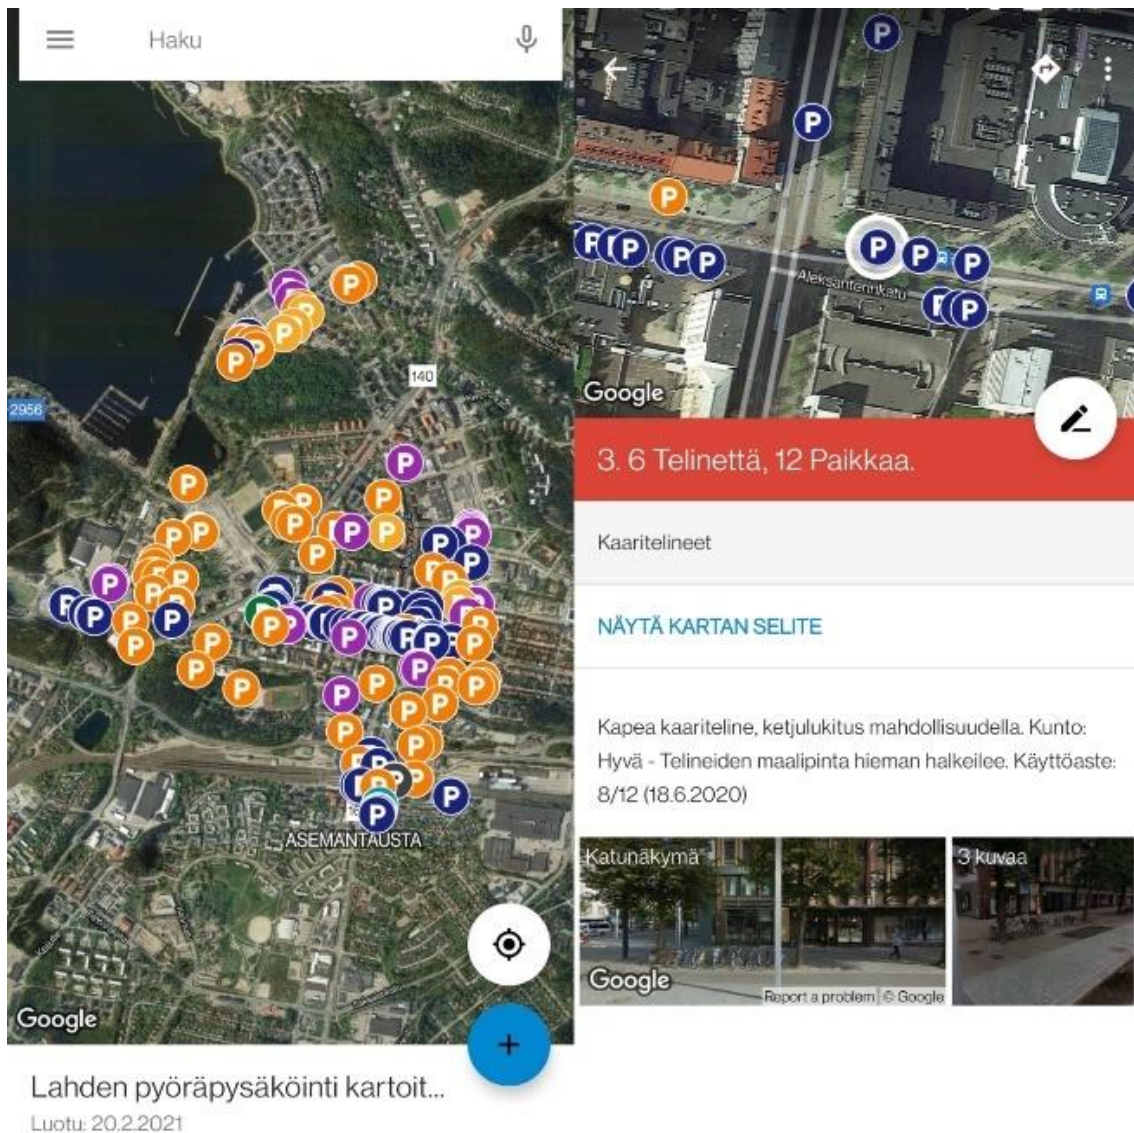 Haku
140
2956
ASEMANTAUSTA
Google
Lahden pyöräpysäköinti kartoit...
Luotu: 20.2.2021
Aleksanterinkatu
Google
3. 6 Telinettä, 12 Paikkaa.
Kaaritelineet
NÄYTÄ KARTAN SELITE
Kapea kaariteline, ketjulukitus mahdollisuudella. Kunto:
Hyvä - Telineiden maalipinta hieman halkeilee. Käyttöaste:
8/12 (18.6.2020)
Katunäkymä
3 kuvaa
Google
Report a problem © Google